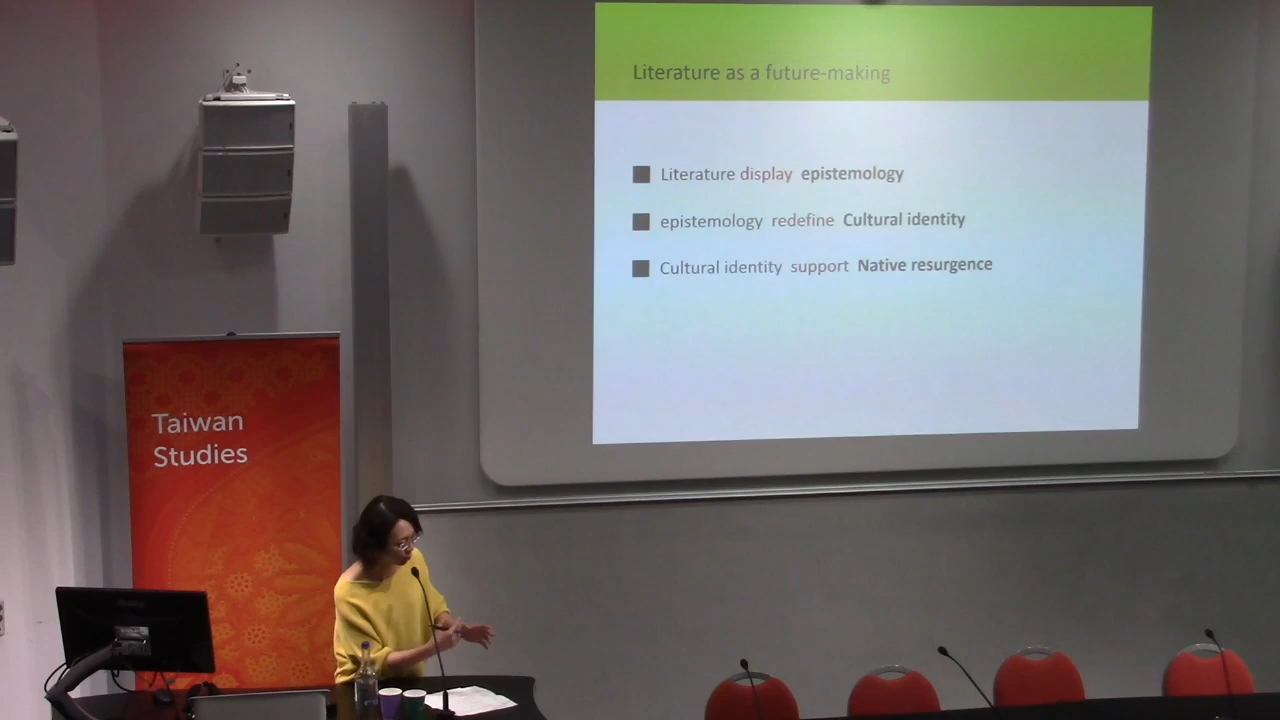 Literature as a future-making
Literature display epistemology
epistemology redefine Cultural identity
Cultural identity support Native resurgence
Taiwan
Studies